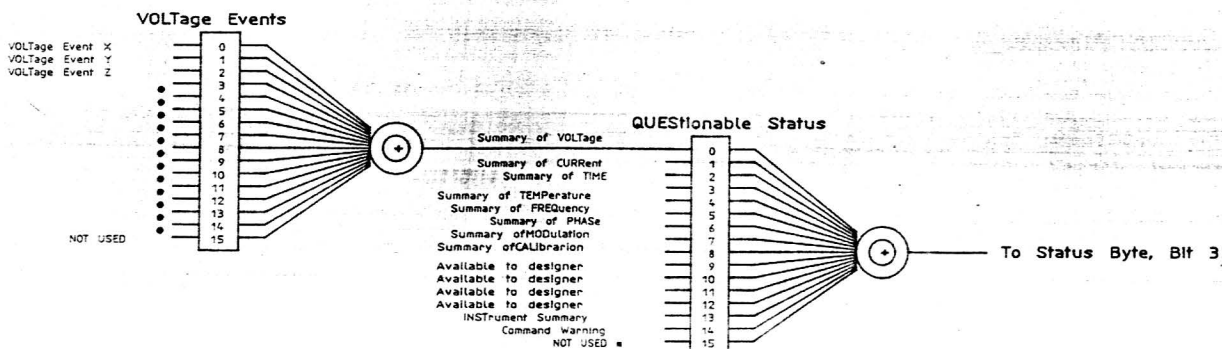 VOLTage Events
VOLTage Event X
VOLTage Event Y
VOLTage Event Z
NOT USED
0
1
2
3
4
5
6
7
8
9
10
11
12
13
14
15
+
QUEStionable Status
Summary of VOLTage
Summary of CURRent
Summary of TIME
Summary of TEMPerature
Summary of FREQuency
Summary of PHASe
Summary ofMODulation
Summary ofCALibrarion
Available to designer
Available to designer
Available to designer
Available to designer
INSTrument Summary
Command Warning
NOT USED
0
1
2
3
4
5
6
7
8
9
10
11
12
13
14
15
+
To Status Byte, Bit 3